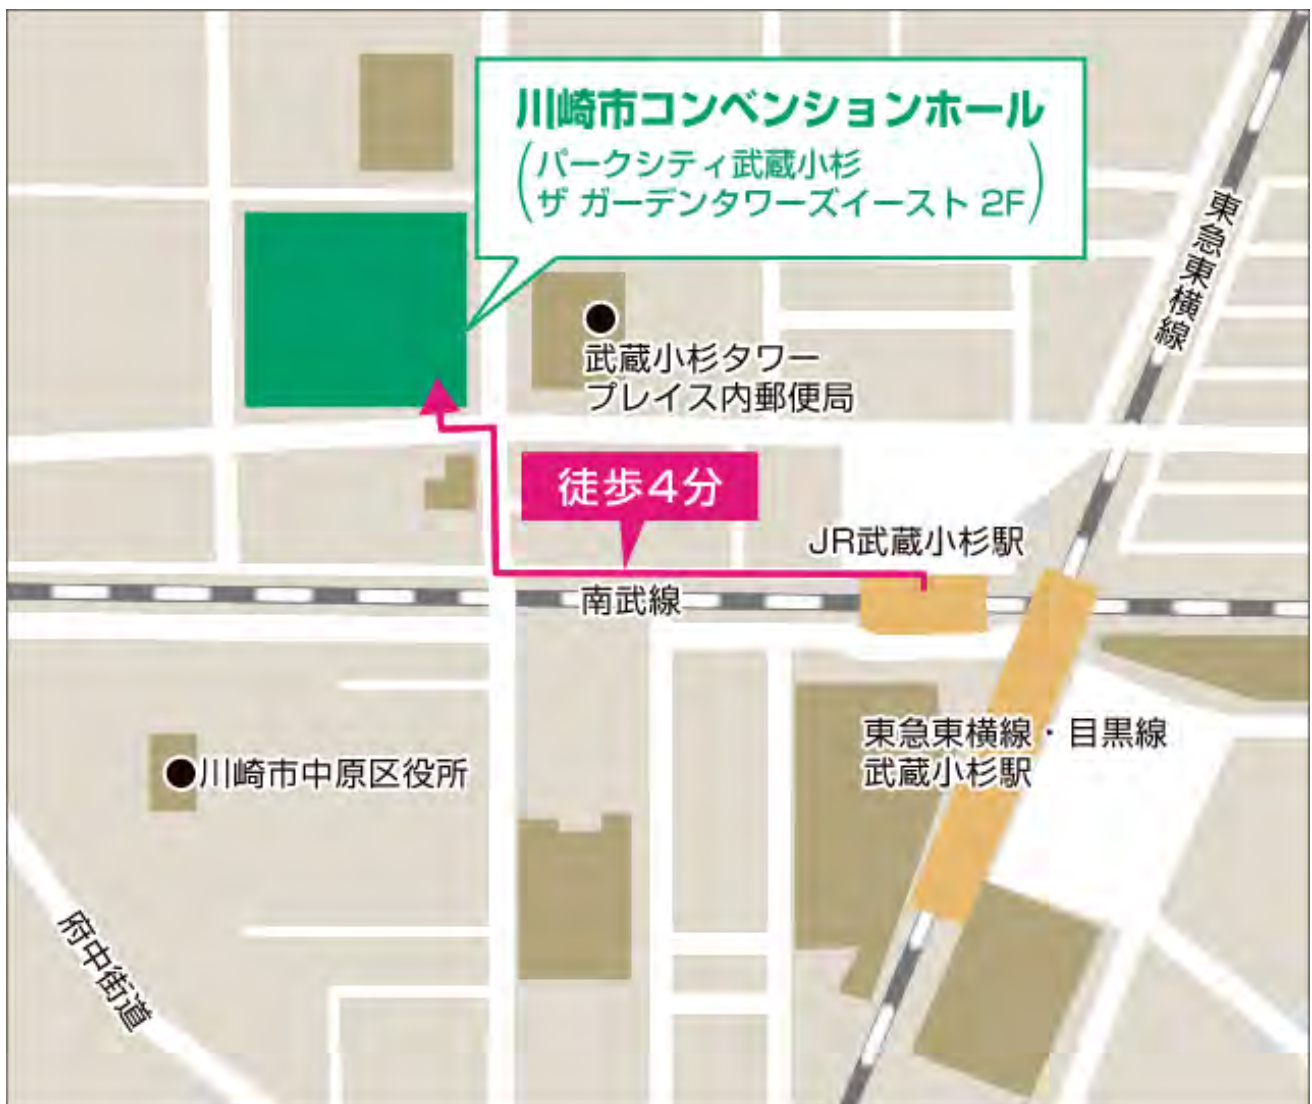 川崎市コンベンションホール
(パークシティ武蔵小杉
ザ ガーデンタワーズイースト 2F)
東急東横線
武蔵小杉タワー
プレイス内郵便局
徒歩4分
JR武蔵小杉駅
南武線
東急東横線・目黒線
武蔵小杉駅
川崎市中原区役所
府中街道